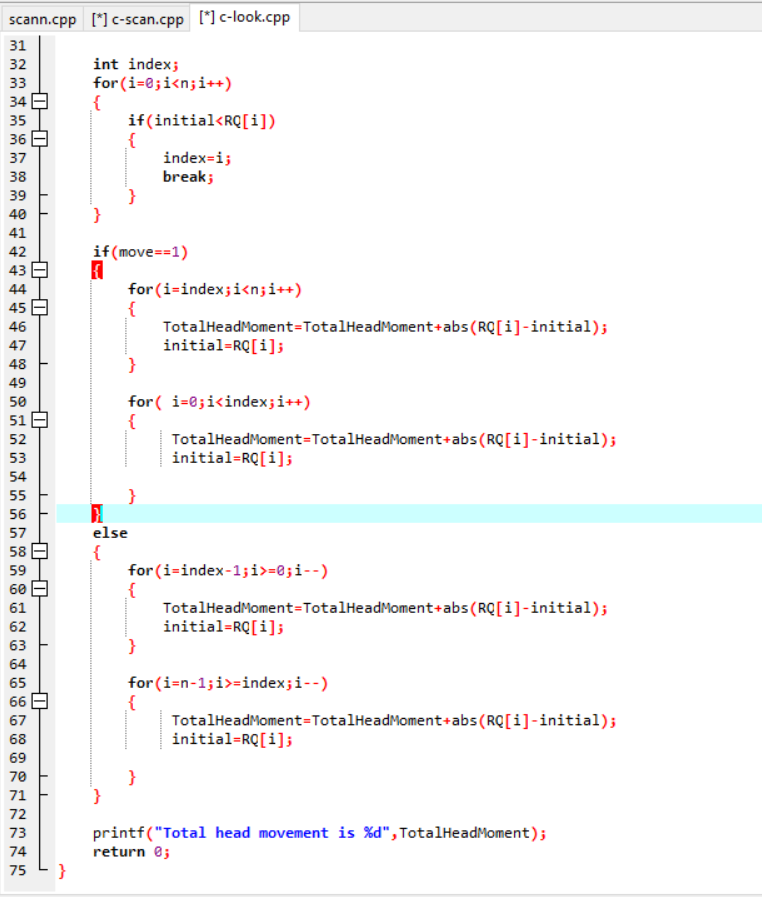 scann.cpp [*] c-scan.cpp [*] c-look.cpp
31
32 int index;
33 for(i=0;i<n;i++)
34 {
35 if(initial<RQ[i])
36 {
37 index=i;
38 break;
39 }
40 }
41
42 if(move==1)
43 {
44 for(i=index;i<n;i++)
45 {
46 TotalHeadMoment=TotalHeadMoment+abs(RQ[i]-initial);
47 initial=RQ[i];
48 }
49
50 for( i=0;i<index;i++)
51 {
52 TotalHeadMoment=TotalHeadMoment+abs(RQ[i]-initial);
53 initial=RQ[i];
54
55 }
56 }
57 else
58 {
59 for(i=index-1;i>=0;i--)
60 {
61 TotalHeadMoment=TotalHeadMoment+abs(RQ[i]-initial);
62 initial=RQ[i];
63 }
64
65 for(i=n-1;i>=index;i--)
66 {
67 TotalHeadMoment=TotalHeadMoment+abs(RQ[i]-initial);
68 initial=RQ[i];
69
70 }
71 }
72
73 printf("Total head movement is %d",TotalHeadMoment);
74 return 0;
75 }